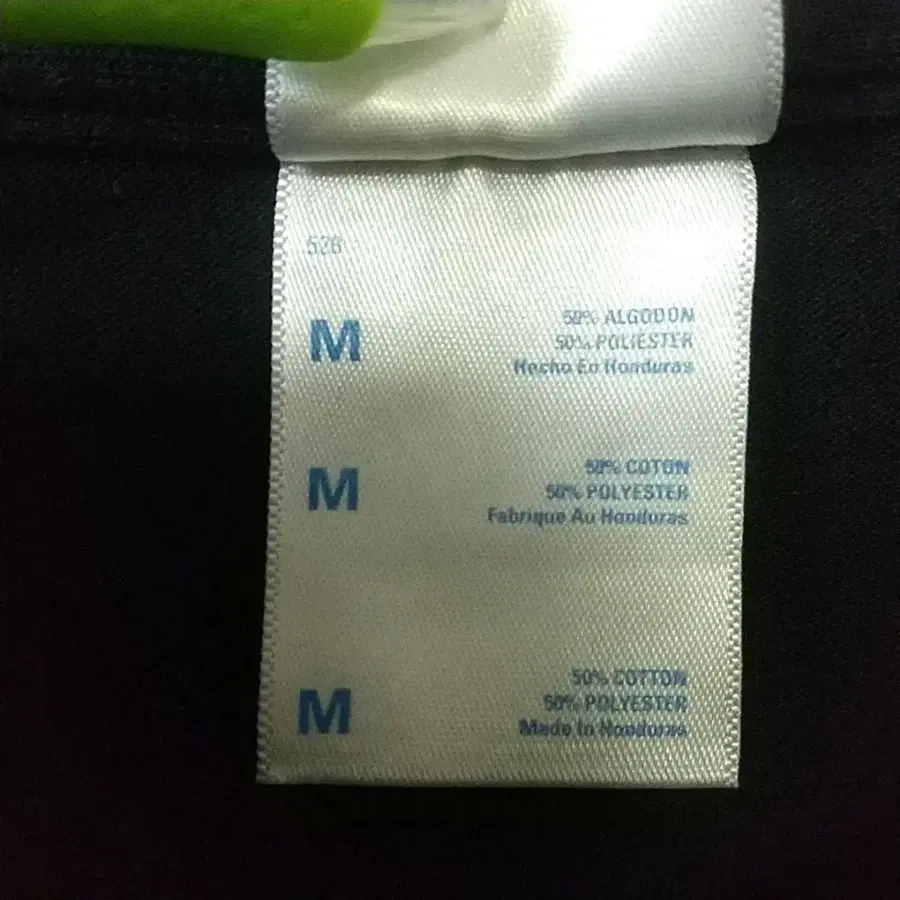 526
M
50% ALGODÓN
50% POLIESTER
Hecho En Honduras
M
50% COTON
50% POLYESTER
Fabrique Au Honduras
M
50% COTTON
50% POLYESTER
Made In Honduras